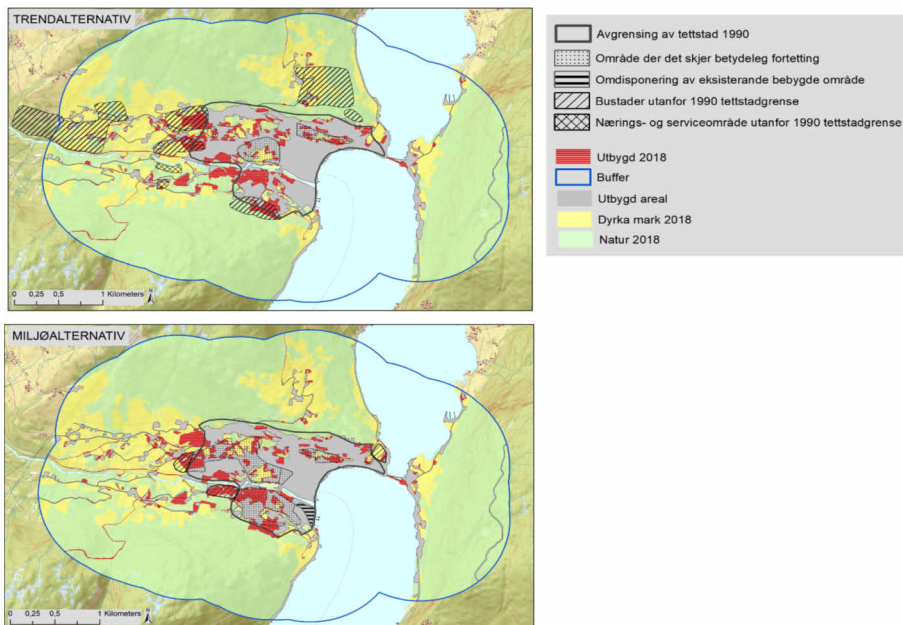 TRENDALTERNATIV
0 0,25 0,5 1 Kilometers
N
MILJØALTERNATIV
0 0,25 0,5 1 Kilometers
N
Avgrensing av tettstad 1990
Område der det skjer betydeleg fortetting
Omdisponering av eksisterande bebygde område
Bustader utanfor 1990 tettstadgrense
Nærings- og serviceområde utanfor 1990 tettstadgrense
Utbygd 2018
Buffer
Utbygd areal
Dyrka mark 2018
Natur 2018